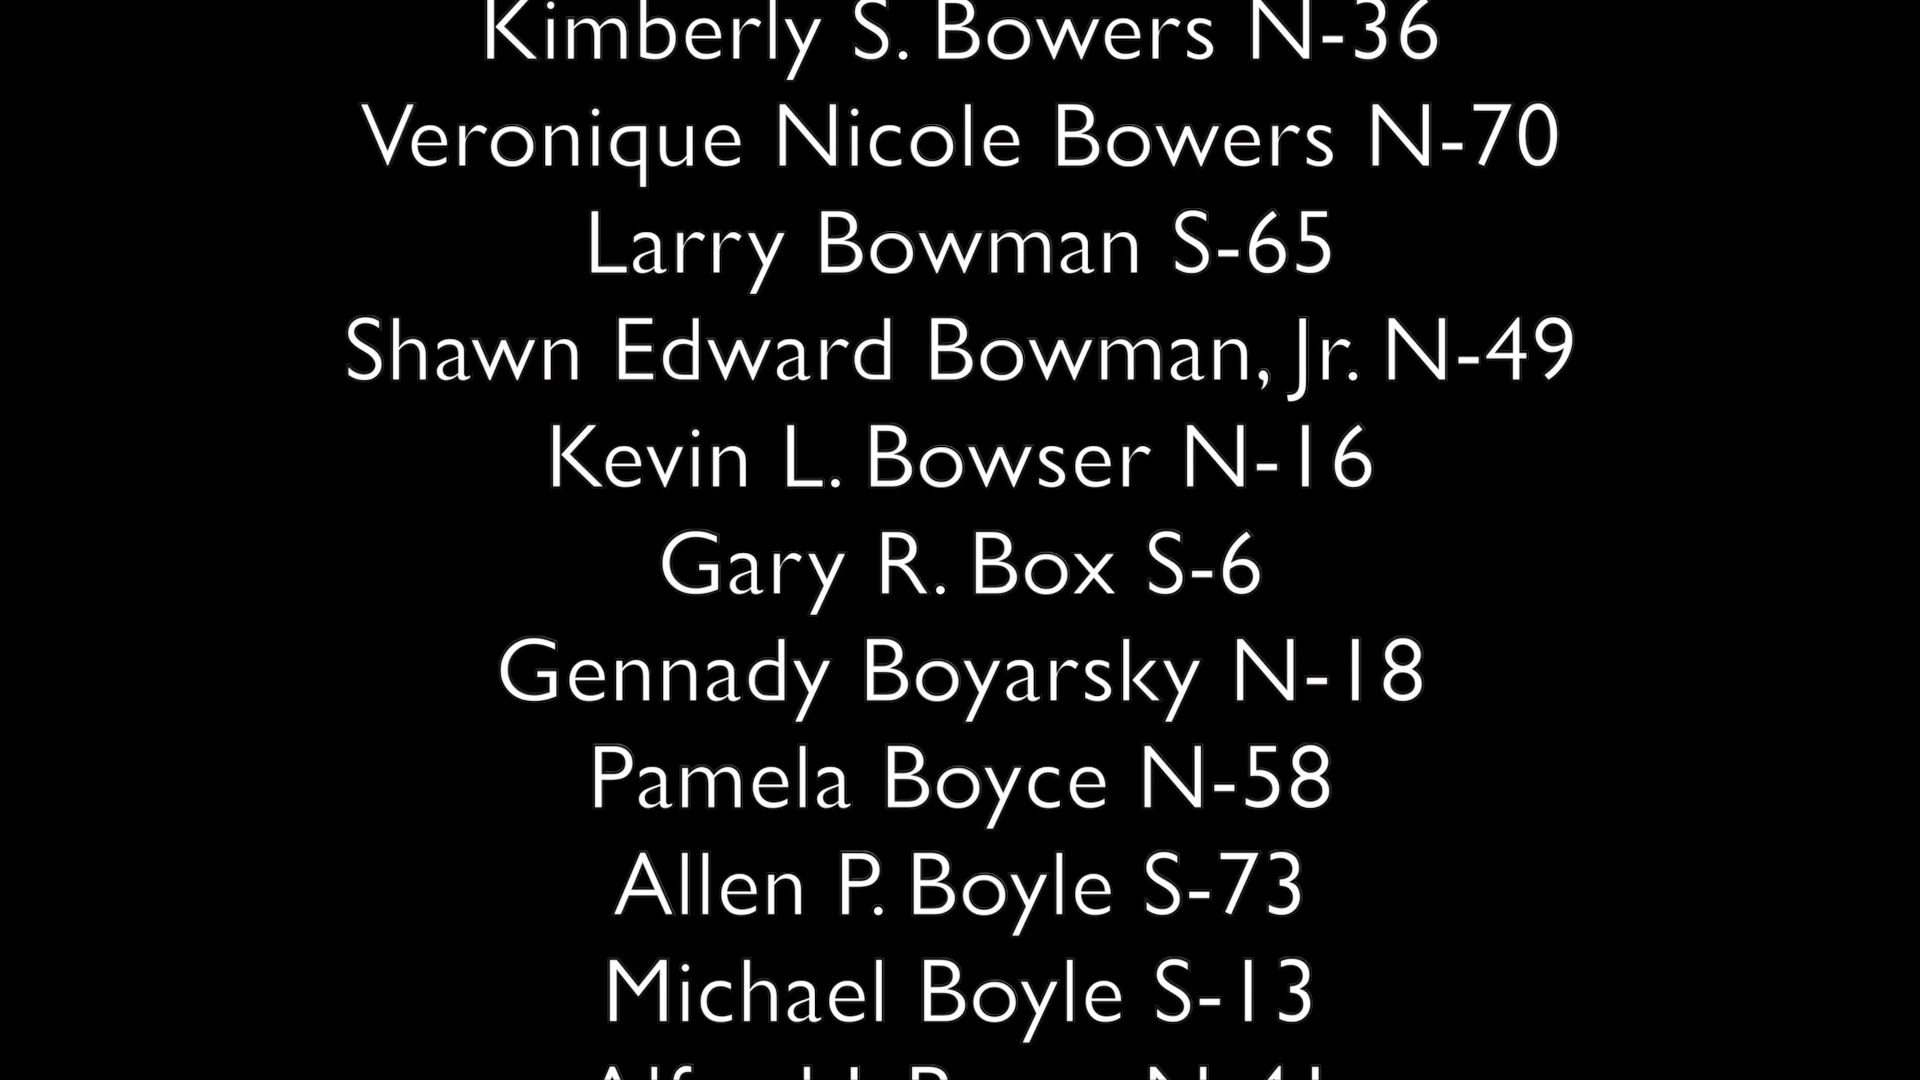 Kimberly S. Bowers N-36
Veronique Nicole Bowers N-70
Larry Bowman S-65
Shawn Edward Bowman, Jr. N-49
Kevin L. Bowser N-16
Gary R. Box S-6
Gennady Boyarsky N-18
Pamela Boyce N-58
Allen P. Boyle S-73
Michael Boyle S-13